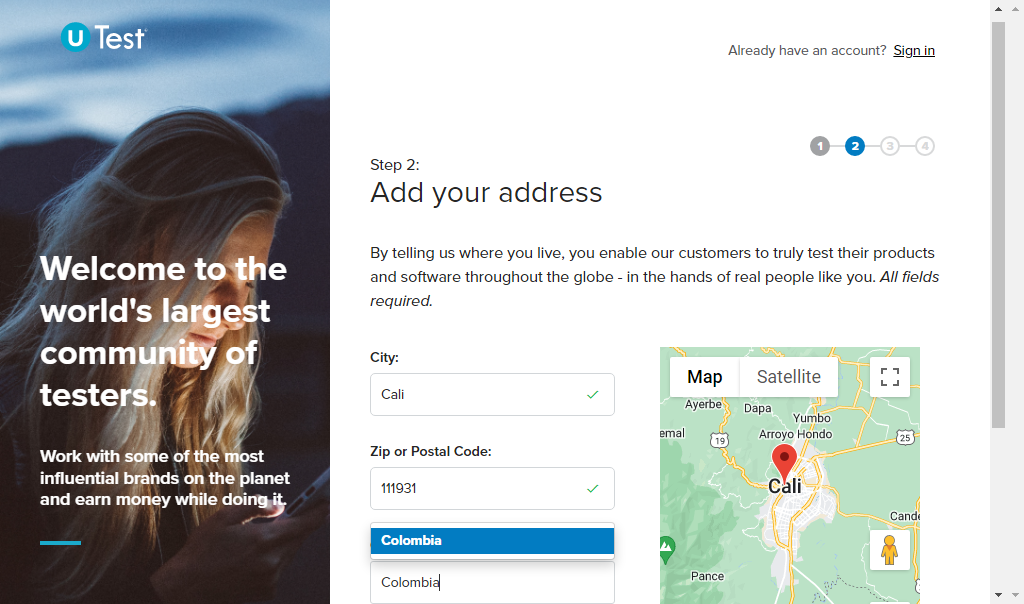 U Test
Already have an account? Sign in
1 2 3 4
Step 2:
Add your address
By telling us where you live, you enable our customers to truly test their products
and software throughout the globe - in the hands of real people like you. All fields
required.
Welcome to the
world's largest
community of
testers.
Work with some of the most
influential brands on the planet
and earn money while doing it.
City:
Cali
Zip or Postal Code:
111931
Colombia
Colombia
Map Satellite
Ayerbe
Dapa
Yumbo
emal
19
Arroyo Hondo
25
Cali
Cande
Pance